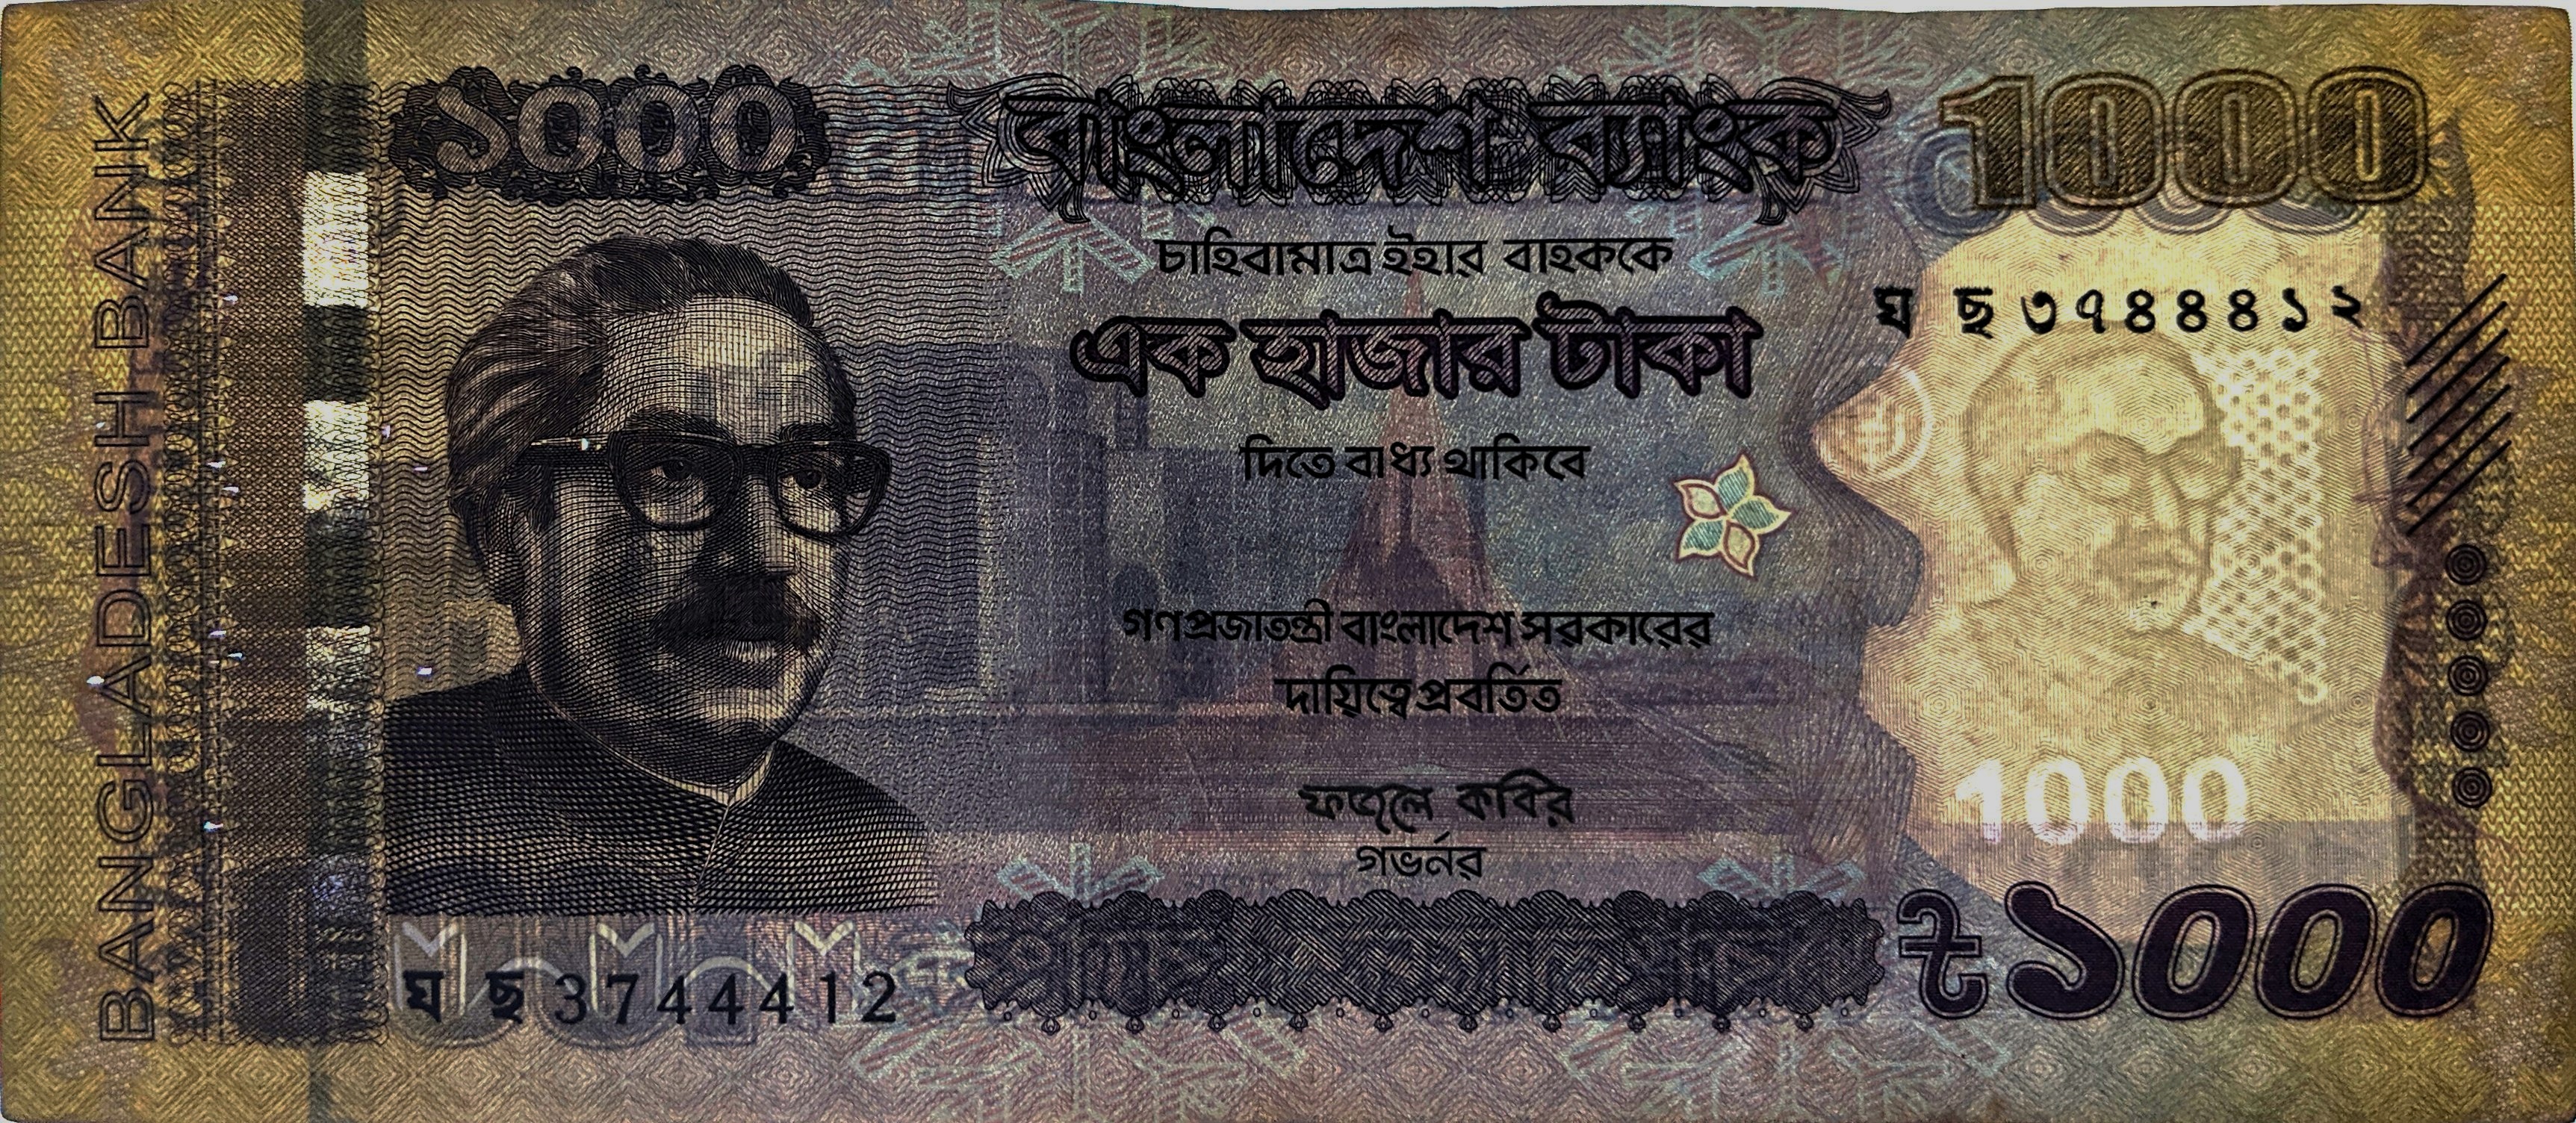 BANGLADESH BANK
১০০০
বাংলাদেশ ব্যাংক
1000
চাহিবামাত্র ইহার বাহককে
ঘ ছ ৩৭৪৪৪১২
এক হাজার টাকা
দিতে বাধ্য থাকিবে
গণপ্রজাতন্ত্রী বাংলাদেশ সরকারের
দায়িত্বে প্রবর্তিত
1000
ফজলে কবির
গভর্নর
৳১০০০
ঘ ছ 3744412